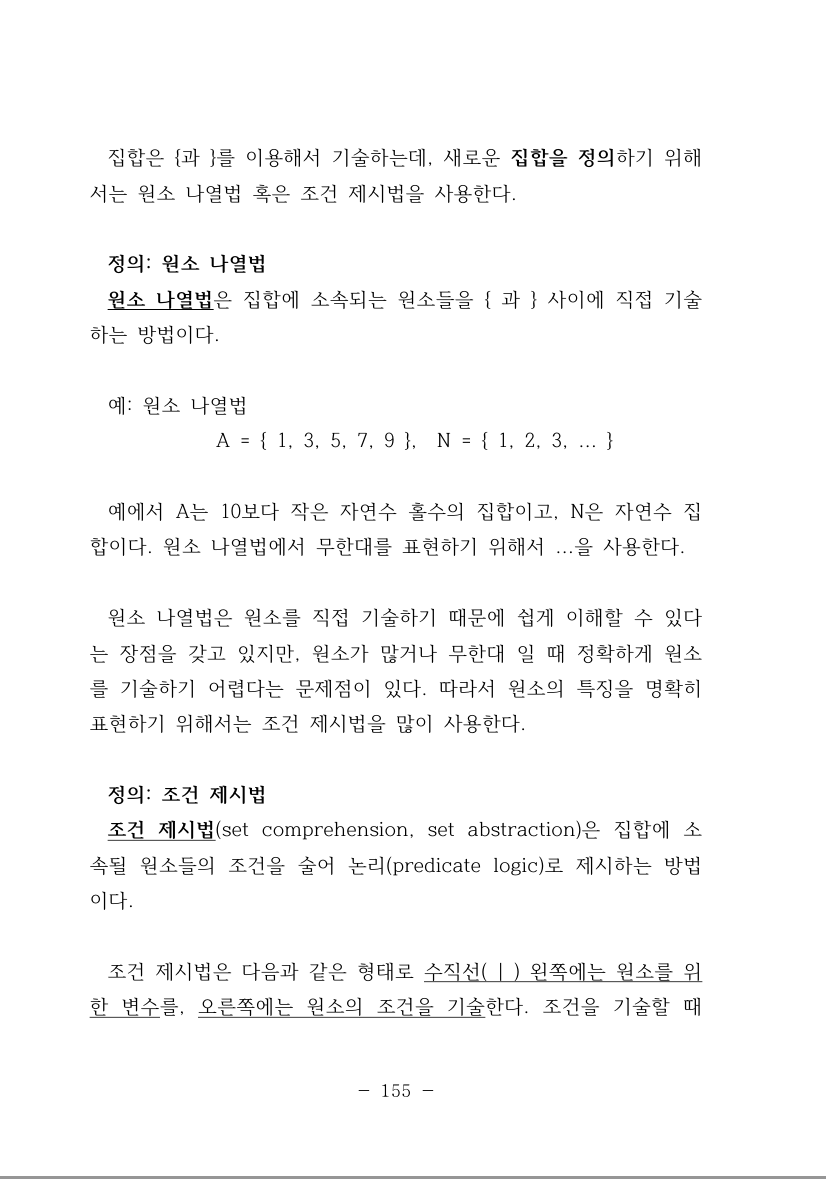 집합은 {과 }를 이용해서 기술하는데, 새로운 집합을 정의하기 위해
서는 원소 나열법 혹은 조건 제시법을 사용한다.
정의: 원소 나열법
원소 나열법은 집합에 소속되는 원소들을 { 과 } 사이에 직접 기술
하는 방법이다.
예: 원소 나열법
A = { 1, 3, 5, 7, 9 }, N = { 1, 2, 3, … }
예에서 A는 10보다 작은 자연수 홀수의 집합이고, N은 자연수 집
합이다. 원소 나열법에서 무한대를 표현하기 위해서 …을 사용한다.
원소 나열법은 원소를 직접 기술하기 때문에 쉽게 이해할 수 있다
는 장점을 갖고 있지만, 원소가 많거나 무한대 일 때 정확하게 원소
를 기술하기 어렵다는 문제점이 있다. 따라서 원소의 특징을 명확히
표현하기 위해서는 조건 제시법을 많이 사용한다.
정의: 조건 제시법
조건 제시법(set comprehension, set abstraction)은 집합에 소
속될 원소들의 조건을 술어 논리(predicate logic)로 제시하는 방법
이다.
조건 제시법은 다음과 같은 형태로 수직선( | ) 왼쪽에는 원소를 위
한 변수를, 오른쪽에는 원소의 조건을 기술한다. 조건을 기술할 때
- 155 -